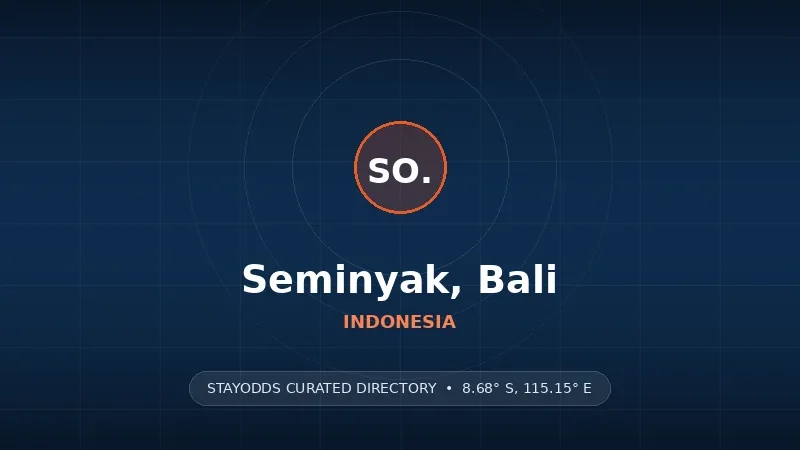 SO.
Seminyak, Bali
INDONESIA
STAYODDS CURATED DIRECTORY • 8.68° S, 115.15° E